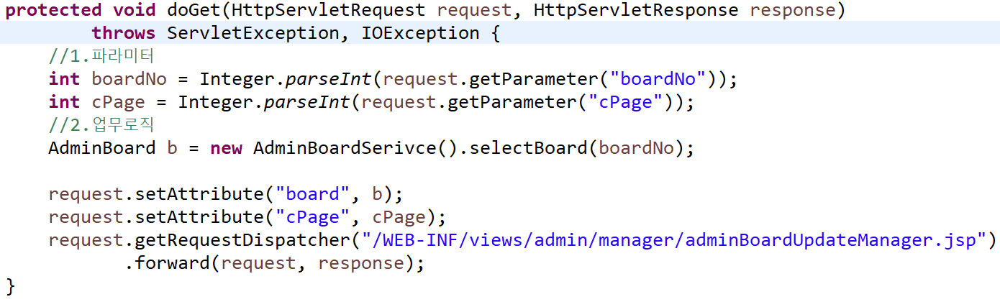 protected void doGet(HttpServletRequest request, HttpServletResponse response)
        throws ServletException, IOException {
    //1.파라미터
    int boardNo = Integer.parseInt(request.getParameter("boardNo"));
    int cPage = Integer.parseInt(request.getParameter("cPage"));
    //2.업무로직
    AdminBoard b = new AdminBoardSerivce().selectBoard(boardNo);

    request.setAttribute("board", b);
    request.setAttribute("cPage", cPage);
    request.getRequestDispatcher("/WEB-INF/views/admin/manager/adminBoardUpdateManager.jsp")
           .forward(request, response);
}